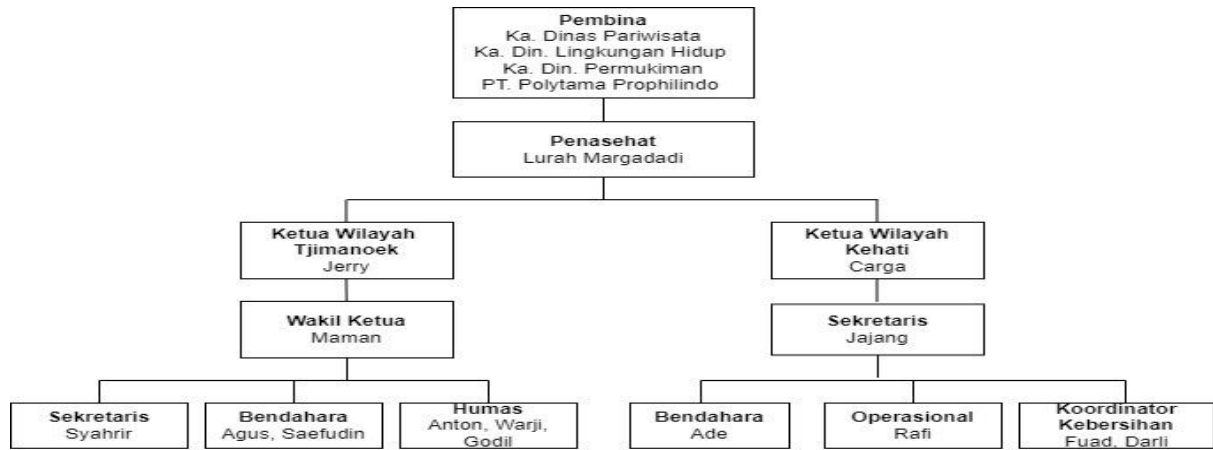 Pembina
Ka. Dinas Pariwisata
Ka. Din. Lingkungan Hidup
Ka. Din. Permukiman
PT. Polytama Prophilindo
Penasehat
Lurah Margadadi
Ketua Wilayah
Tjimanoek
Jerry
Ketua Wilayah
Kehati
Carga
Wakil Ketua
Maman
Sekretaris
Jajang
Sekretaris
Syahrir
Bendahara
Agus, Saefudin
Humas
Anton, Warji,
Godil
Bendahara
Ade
Operasional
Rafi
Koordinator
Kebersihan
Fuad, Darli